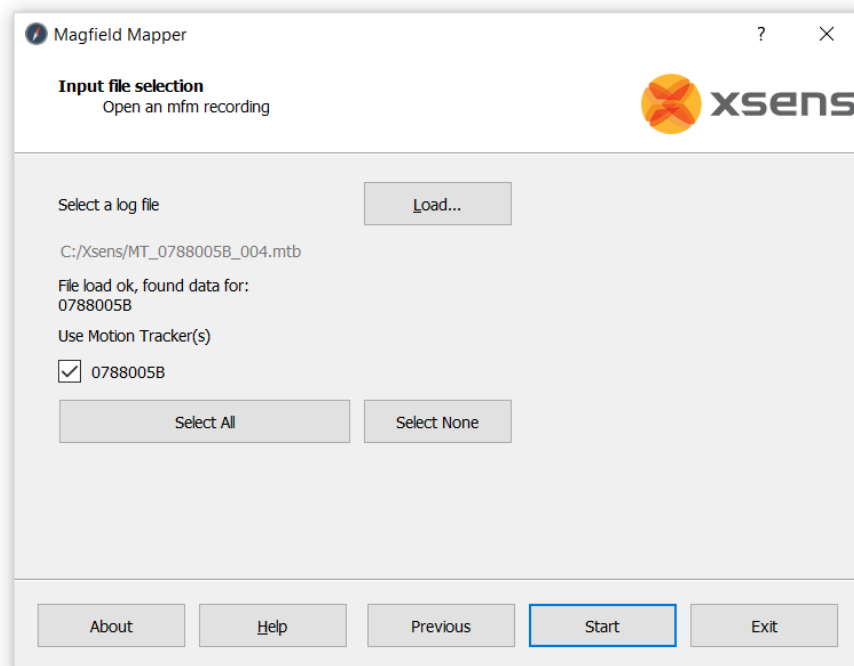 Magfield Mapper ?
Input file selection
Open an mfm recording
xsens
Select a log file Load...
C:/Xsens/MT_0788005B_004.mtb
File load ok, found data for:
0788005B
Use Motion Tracker(s)
0788005B
Select All Select None
About Help Previous Start Exit